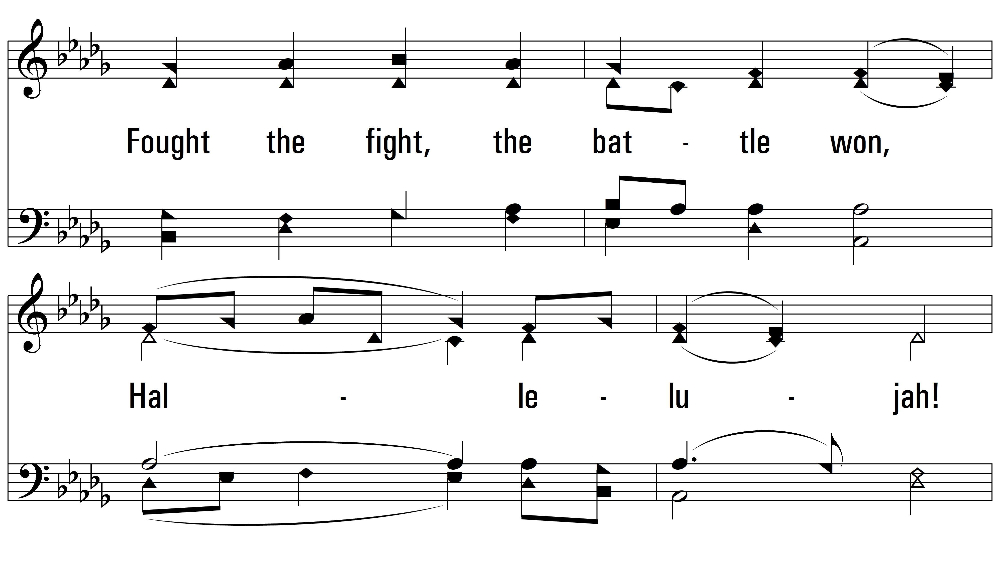 Fought the fight, the bat - tle won,
Hal - le - lu - jah!